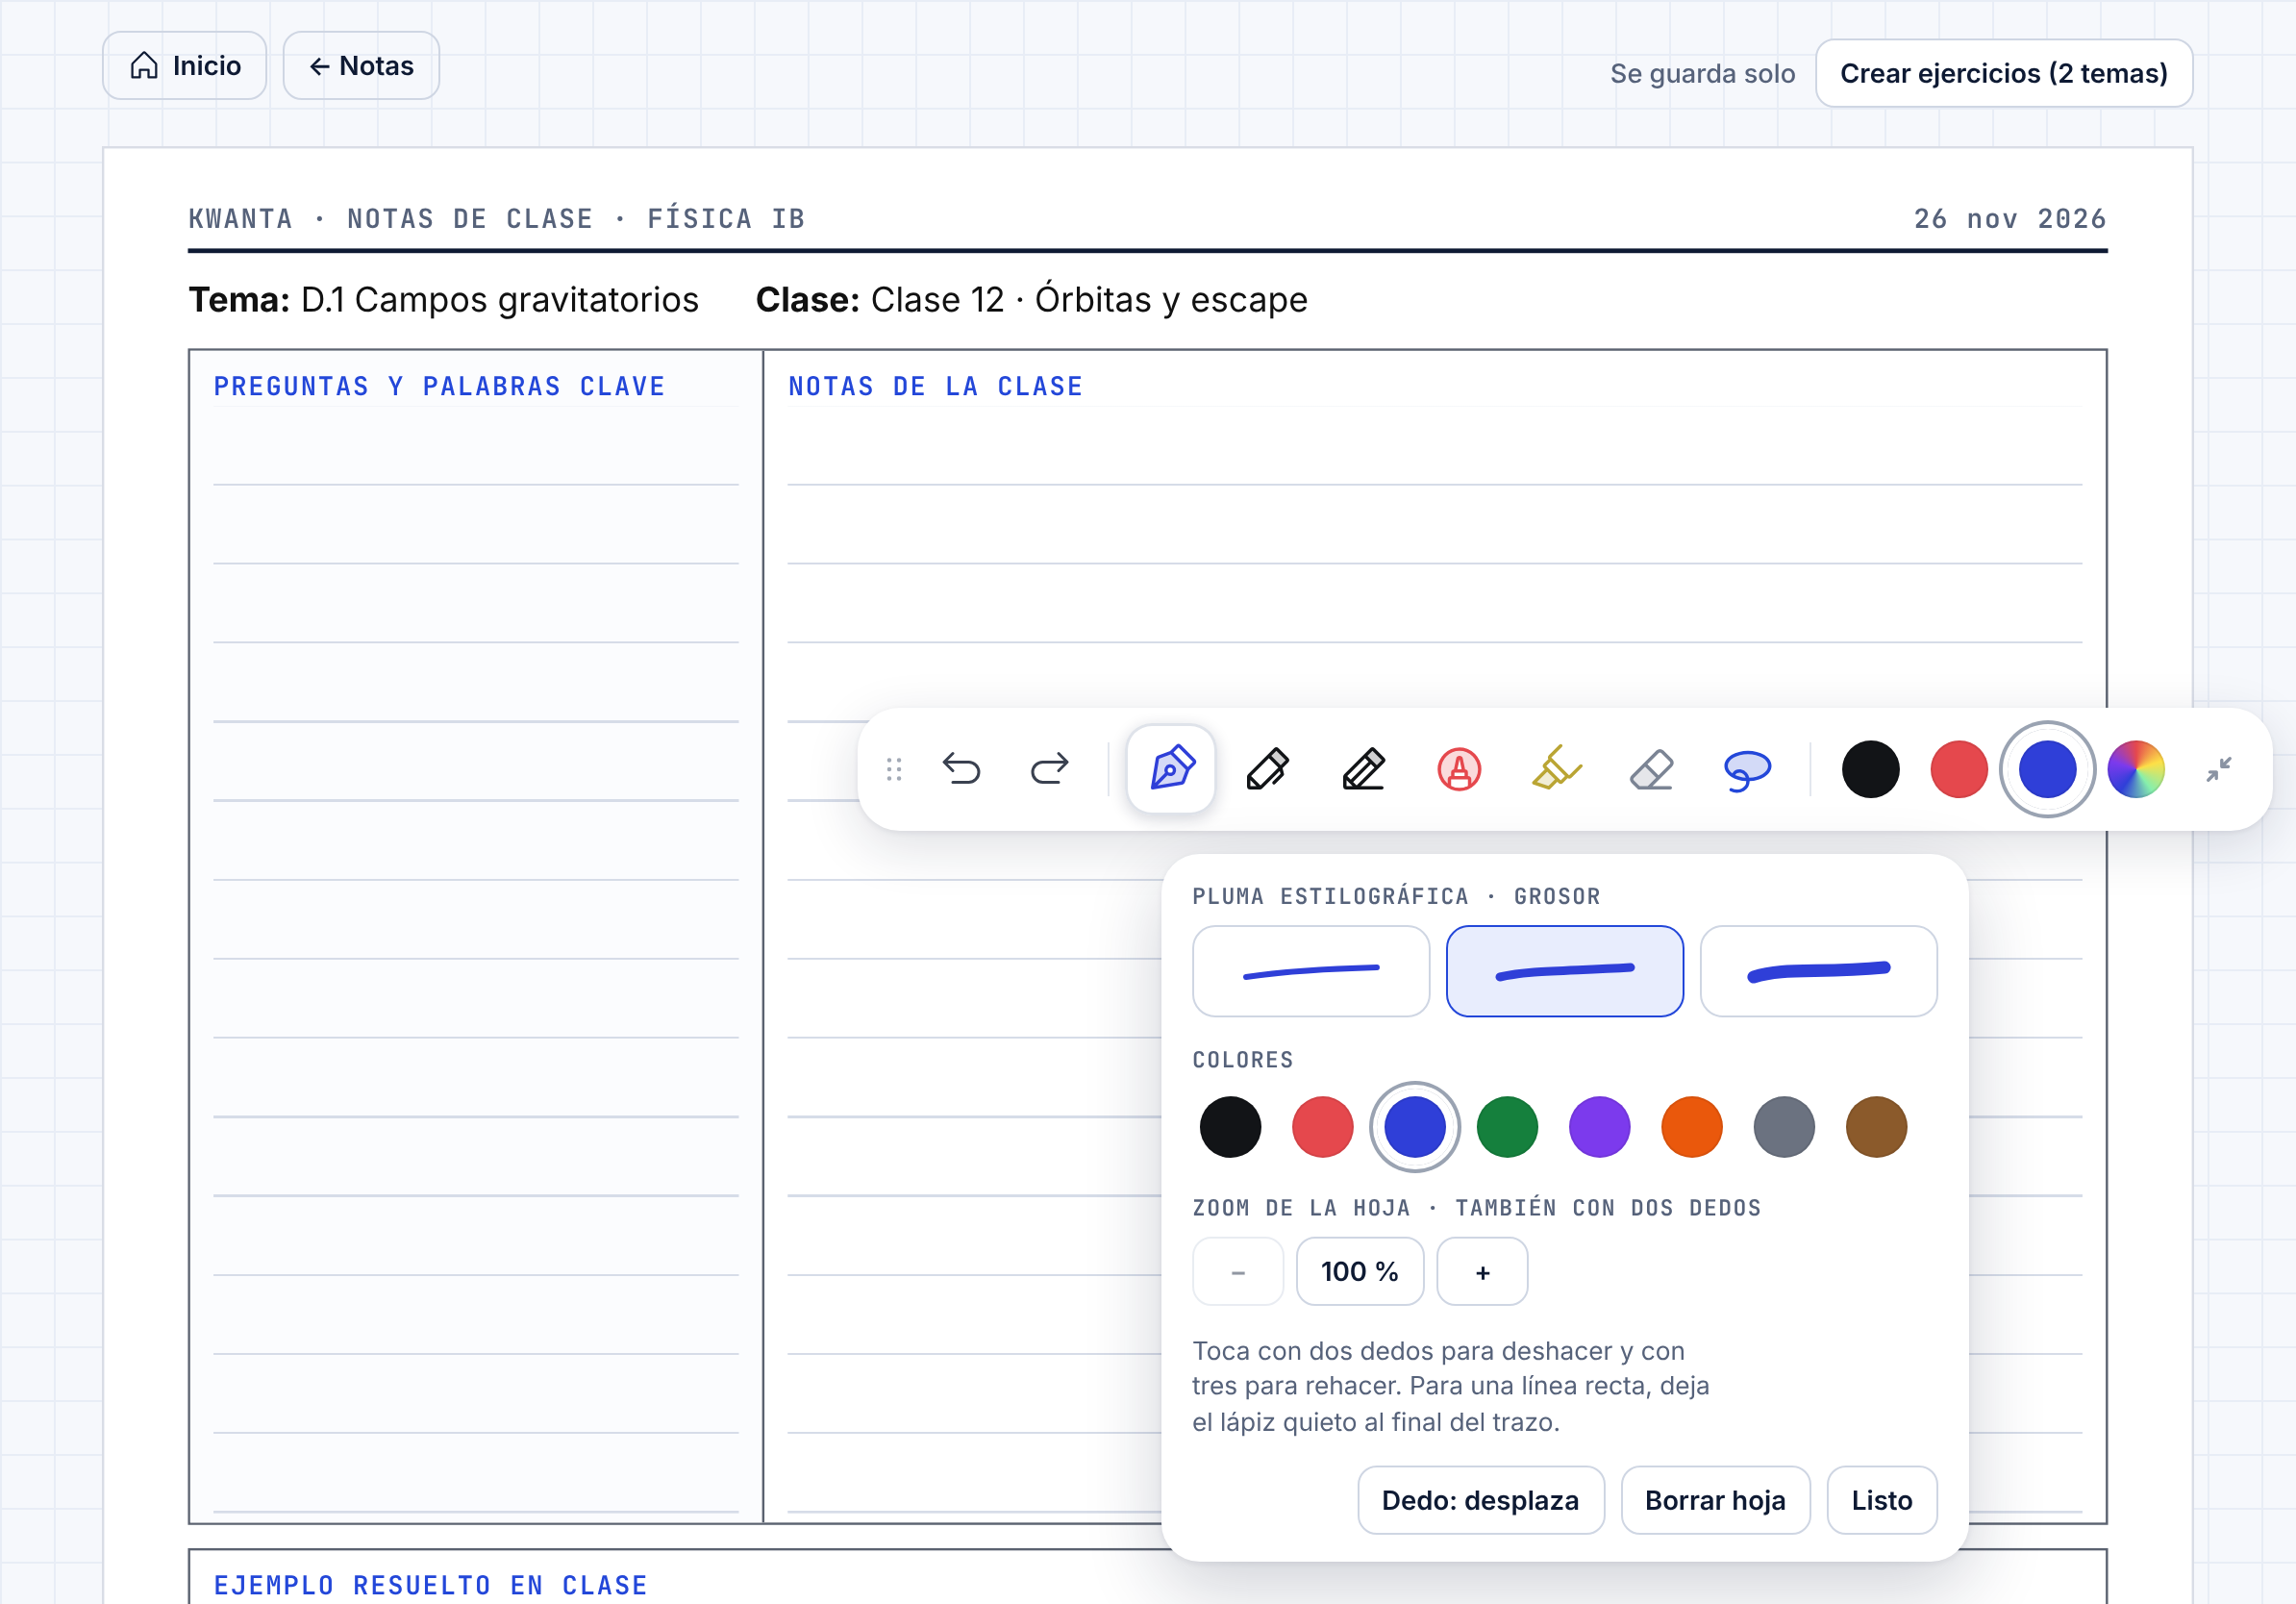 Inicio
← Notas
Se guarda solo
Crear ejercicios (2 temas)
KWANTA · NOTAS DE CLASE · FÍSICA IB
26 nov 2026
Tema: D.1 Campos gravitatorios
Clase: Clase 12 · Órbitas y escape
PREGUNTAS Y PALABRAS CLAVE
NOTAS DE LA CLASE
PLUMA ESTILOGRÁFICA · GROSOR
COLORES
ZOOM DE LA HOJA · TAMBIÉN CON DOS DEDOS
−
100 %
+
Toca con dos dedos para deshacer y con
tres para rehacer. Para una línea recta, deja
el lápiz quieto al final del trazo.
Dedo: desplaza
Borrar hoja
Listo
EJEMPLO RESUELTO EN CLASE